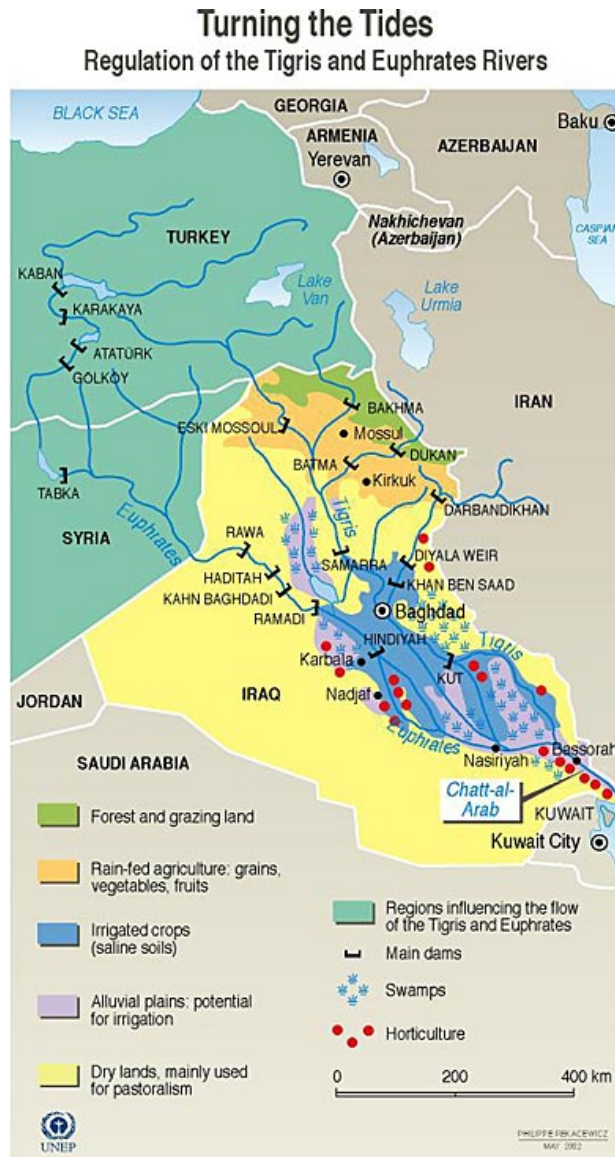 Turning the Tides
Regulation of the Tigris and Euphrates Rivers
BLACK SEA
GEORGIA
Baku
ARMENIA
Yerevan
AZERBAIJAN
TURKEY
Nakhichevan
(Azerbaijan)
CASPIAN
SEA
KABAN
Lake
Van
Lake
Urmia
KARAKAYA
ATATÜRK
GÖLKÖY
IRAN
BAKHMA
ESKI MOSSOUL
Mossul
DUKAN
BATMA
Kirkuk
TABKA
DARBANDIKHAN
Euphrates
Tigris
SYRIA
RAWA
SAMARRA
DIYALA WEIR
HADITAH
KHAN BEN SAAD
KAHN BAGHDADI
Baghdad
RAMADI
HINDIYAH
Tigris
Karbala
KUT
JORDAN
IRAQ
Nadjaf
Euphrates
Nasiriyah
Bassorah
SAUDI ARABIA
Chatt-al-
Arab
KUWAIT
Kuwait City
Forest and grazing land
Rain-fed agriculture: grains,
vegetables, fruits
Irrigated crops
(saline soils)
Alluvial plains: potential
for irrigation
Dry lands, mainly used
for pastoralism
Regions influencing the flow
of the Tigris and Euphrates
Main dams
Swamps
Horticulture
0 200 400 km
UNEP
PHILIPPE REKACEWICZ
MAY 2002